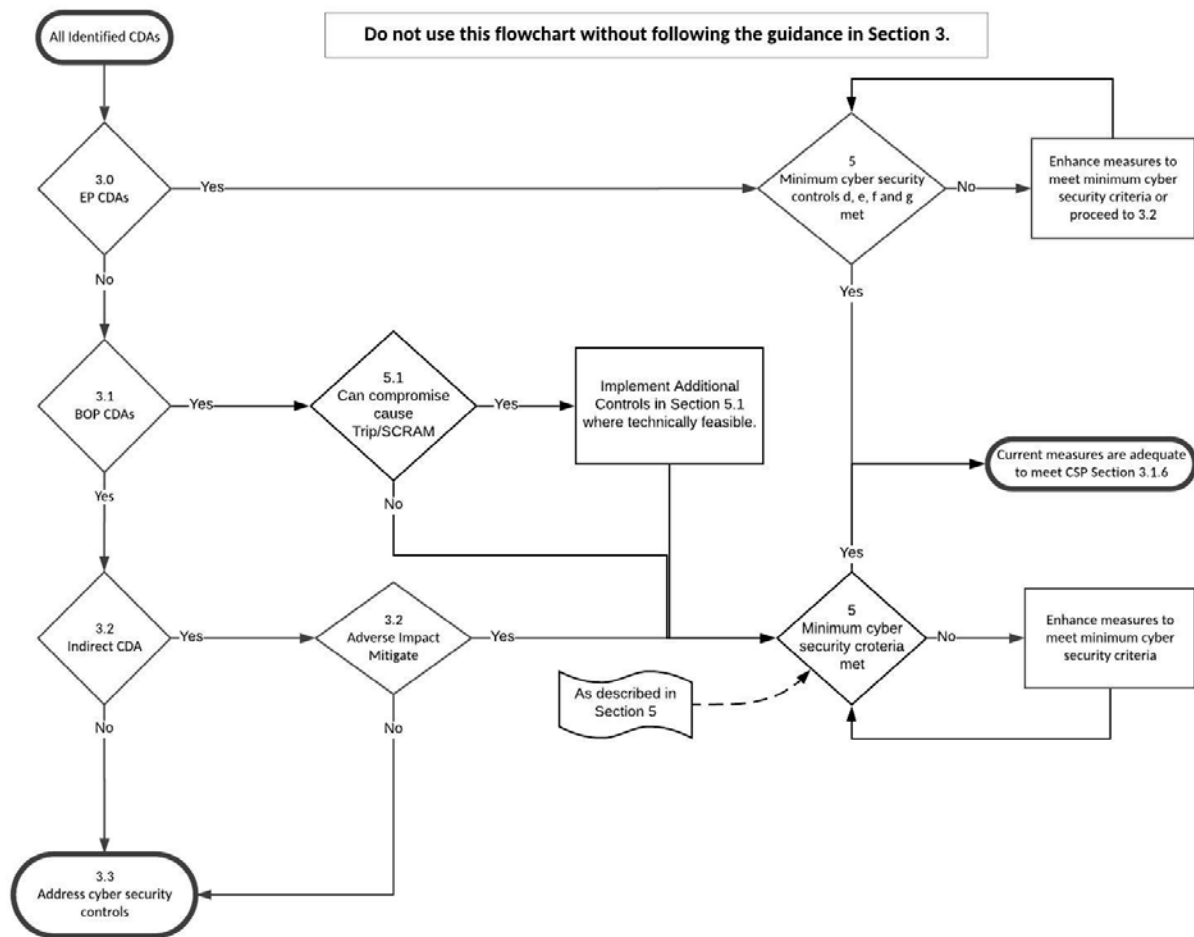 All Identified CDAs
Do not use this flowchart without following the guidance in Section 3.
3.0
EP CDAs
Yes
5
Minimum cyber security
controls d, e, f and g
met
No
Enhance measures to
meet minimum cyber
security criteria or
proceed to 3.2
No
Yes
3.1
BOP CDAs
Yes
5.1
Can compromise
cause
Trip/SCRAM
Yes
Implement Additional
Controls in Section 5.1
where technically feasible.
Current measures are adequate
to meet CSP Section 3.1.6
Yes
No
Yes
3.2
Indirect CDA
Yes
3.2
Adverse Impact
Mitigate
Yes
5
Minimum cyber
security croteria
met
No
Enhance measures to
meet minimum cyber
security criteria
As described in
Section 5
No
No
3.3
Address cyber security
controls